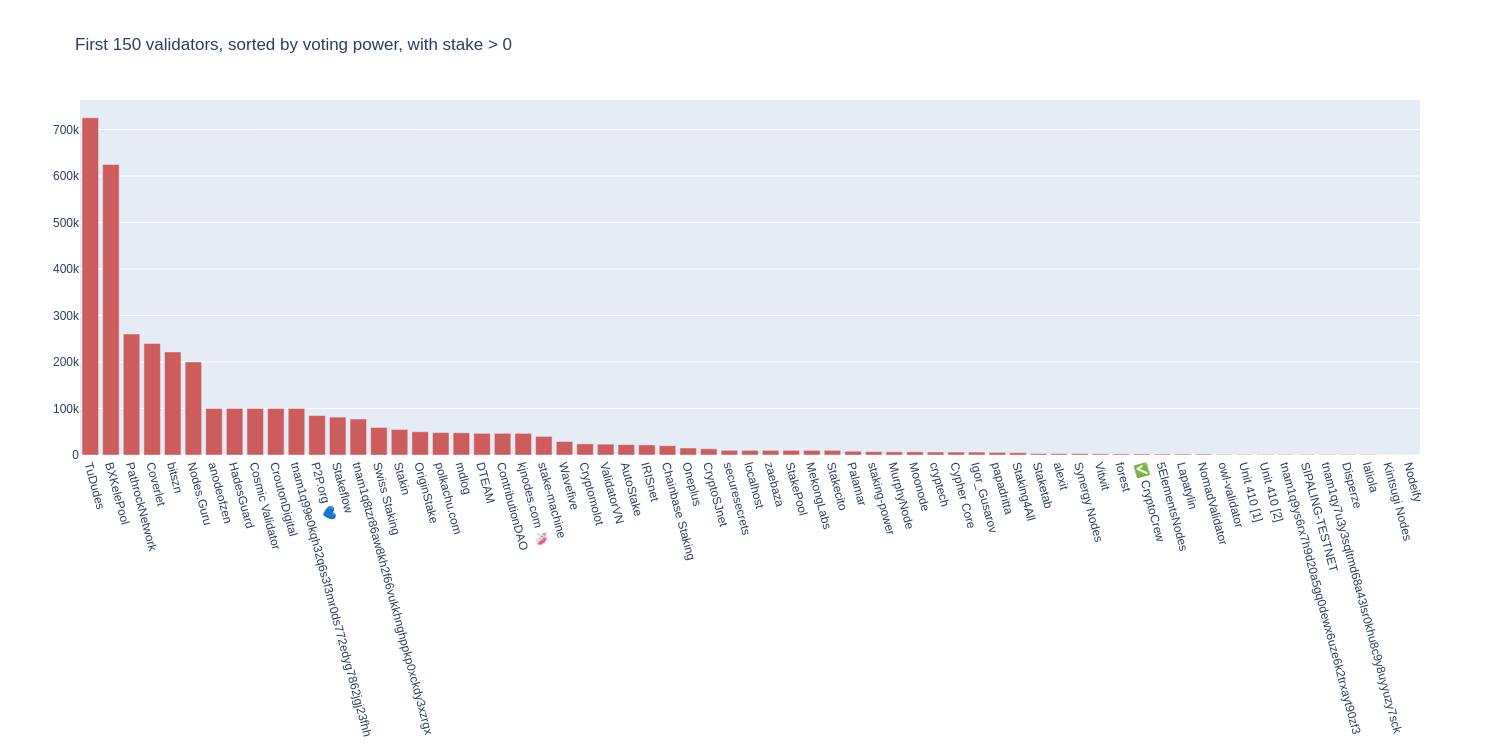 First 150 validators, sorted by voting power, with stake > 0
700k
600k
500k
400k
300k
200k
100k
0
TuDudes
BXKelePool
PathrockNetwork
Coverlet
bitszn
Nodes.Guru
anodeofzen
HadesGuard
Cosmic Validator
CroutonDigital
tnam1q99e0kqh32q6s3f3mr0ds772edyg7862jgj23fhh
P2P.org 💙
Stakeflow
tnam1q8tzr86aw8kh2f66vukkhnghppkp0xckdy3xzrgx
Swiss Staking
Stakin
OriginStake
polkachu.com
mdlog
DTEAM
ContributionDAO
kjnodes.com 🦄
stake-machine
Wavefive
Cryptomolot
ValidatorVN
AutoStake
IRISnet
Chainbase Staking
Oneplus
CryptoSJnet
securesecrets
localhost
zaebaza
StakePool
MekongLabs
Stakecito
Palamar
staking-power
MurphyNode
Moonode
cryptech
Cypher Core
Igor_Gusarov
papadritta
Staking4All
Staketab
alexit
Synergy Nodes
Vitwit
forest
✅ CryptoCrew
5ElementsNodes
Lapatylin
NomadValidator
owl-validator
Unit 410 [1]
Unit 410 [2]
tnam1q9ys6rx7h9d20a5gq0dewx6uze6k2trxayt90zf3
SIPALING-TESTNET
tnam1qy7u3y3sqltmd68a43lsr0khu8c9y8uyyuzy7sck
Disperze
laliola
Kintsugi Nodes
Nodeify